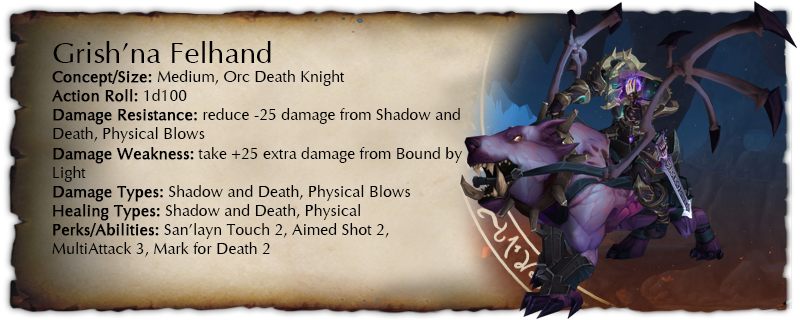 Grish'na Felhand
Concept/Size: Medium, Orc Death Knight
Action Roll: 1d100
Damage Resistance: reduce -25 damage from Shadow and
Death, Physical Blows
Damage Weakness: take +25 extra damage from Bound by
Light
Damage Types: Shadow and Death, Physical Blows
Healing Types: Shadow and Death, Physical
Perks/Abilities: San'layn Touch 2, Aimed Shot 2,
MultiAttack 3, Mark for Death 2